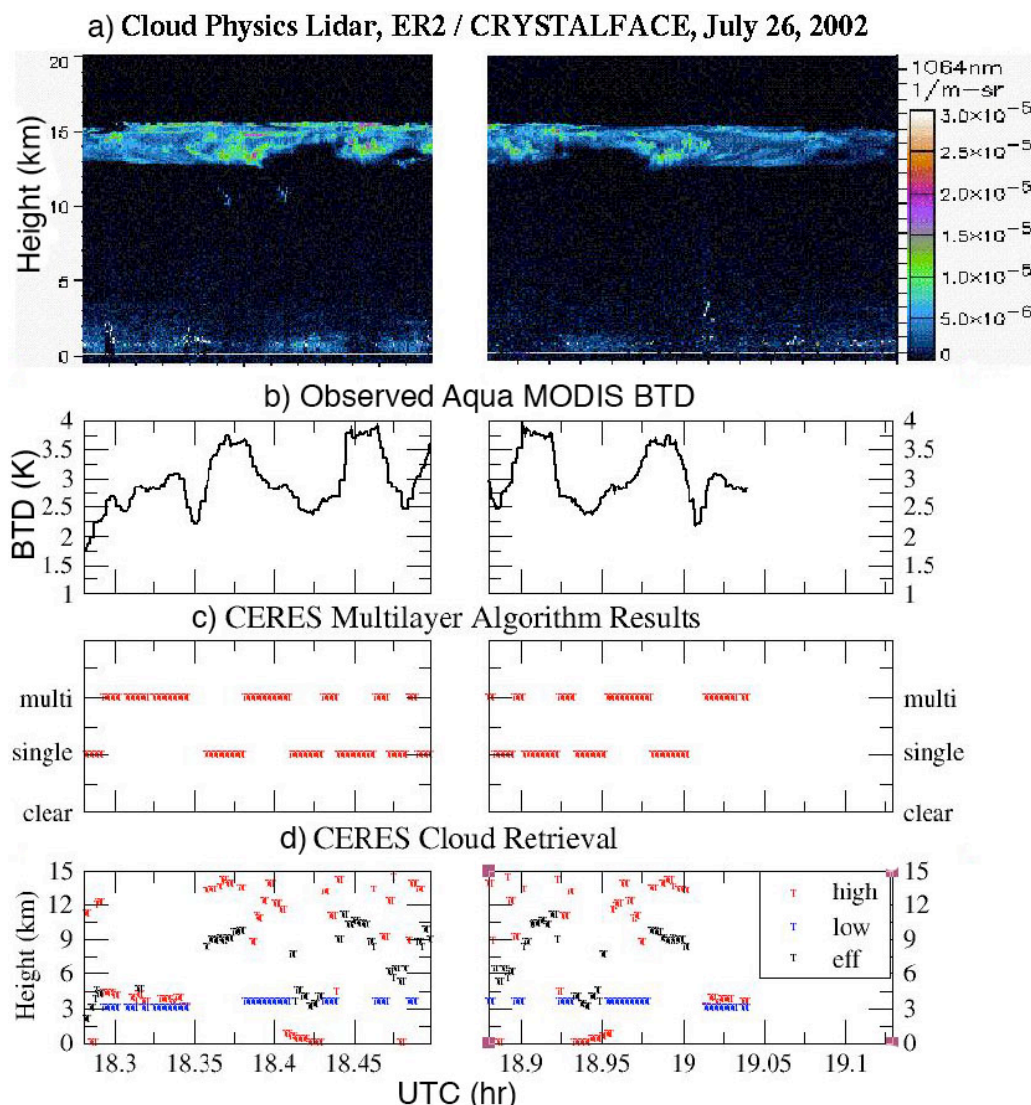 a) Cloud Physics Lidar, ER2 / CRYSTALFACE, July 26, 2002
20
15
10
5
0
Height (km)
1064nm
1/m-sr
3.0×10⁻⁵
2.5×10⁻⁵
2.0×10⁻⁵
1.5×10⁻⁵
1.0×10⁻⁵
5.0×10⁻⁶
0
b) Observed Aqua MODIS BTD
4
3.5
3
2.5
2
1.5
1
BTD (K)
4
3.5
3
2.5
2
1.5
1
c) CERES Multilayer Algorithm Results
multi
single
clear
multi
single
clear
d) CERES Cloud Retrieval
15
12
9
6
3
0
Height (km)
high
low
eff
15
12
9
6
3
0
18.3 18.35 18.4 18.45 18.9 18.95 19 19.05 19.1
UTC (hr)